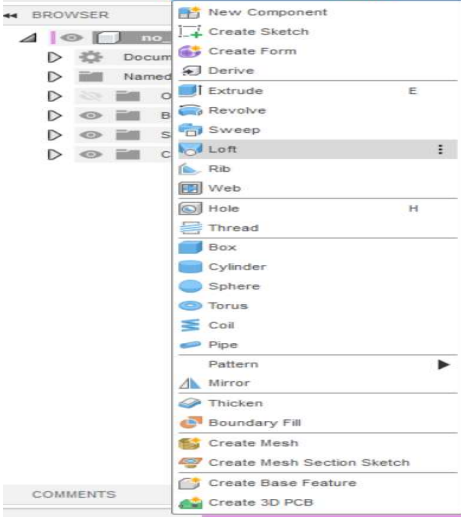 BROWSER
no_
Docum
Named
O
B
S
C
COMMENTS
New Component
Create Sketch
Create Form
Derive
Extrude E
Revolve
Sweep
Loft
Rib
Web
Hole H
Thread
Box
Cylinder
Sphere
Torus
Coil
Pipe
Pattern
Mirror
Thicken
Boundary Fill
Create Mesh
Create Mesh Section Sketch
Create Base Feature
Create 3D PCB